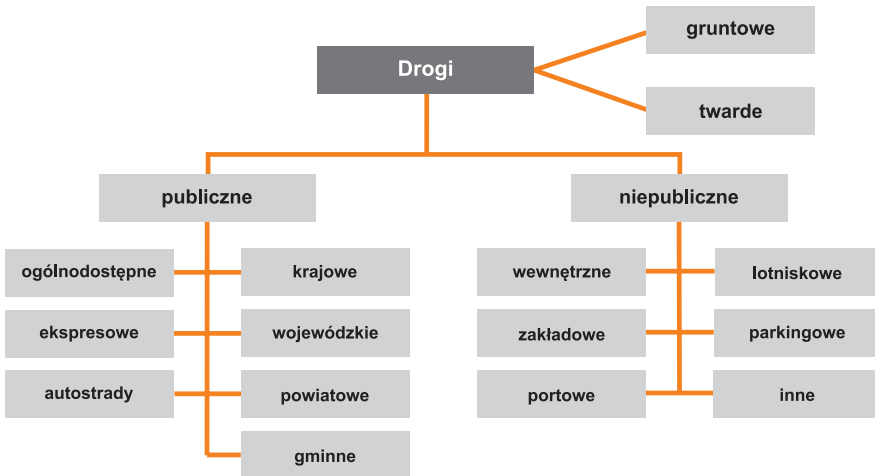 Drogi
gruntowe
twarde
publiczne
niepubliczne
ogólnodostępne
krajowe
ekspresowe
wojewódzkie
autostrady
powiatowe
gminne
wewnętrzne
lotniskowe
zakładowe
parkingowe
portowe
inne